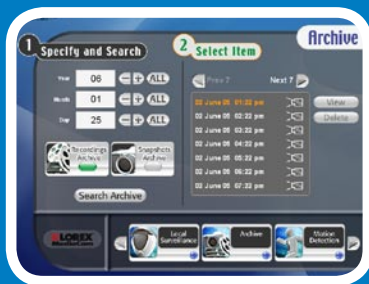 Archive
1 Specify and Search
2 Select Item
Year 06 - + ALL
Month 01 - + ALL
Day 25 - + ALL
Prev 7
Next 7
02 June 05 01:22 pm
02 June 05 02:22 pm
02 June 05 03:22 pm
02 June 05 04:22 pm
02 June 05 05:22 pm
02 June 05 06:22 pm
02 June 05 07:22 pm
View
Delete
Recordings Archive
Snapshots Archive
Search Archive
LOREX
Local Surveillance
Archive
Motion Detection